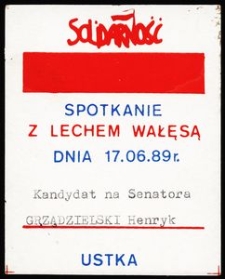 SOLIDARNOŚĆ
SPOTKANIE
Z LECHEM WAŁĘSĄ
DNIA 17.06.89r.
Kandydat na Senatora
GRZĄDZIELSKI Henryk
USTKA